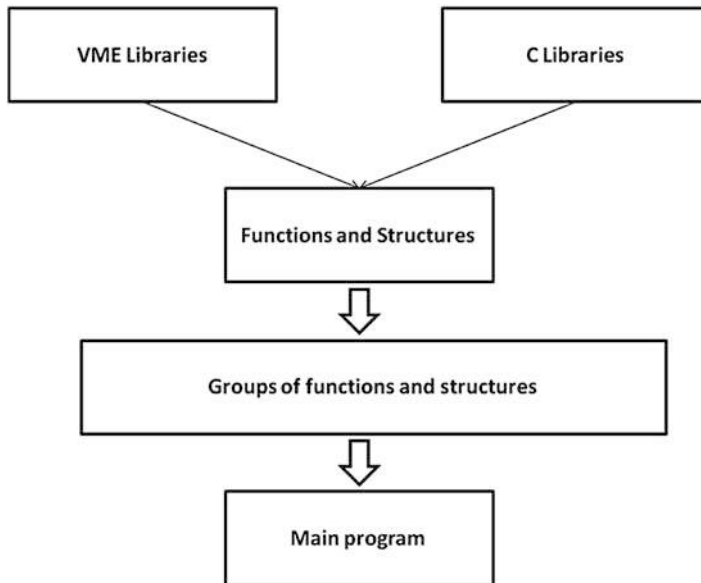 VME Libraries
C Libraries
Functions and Structures
Groups of functions and structures
Main program